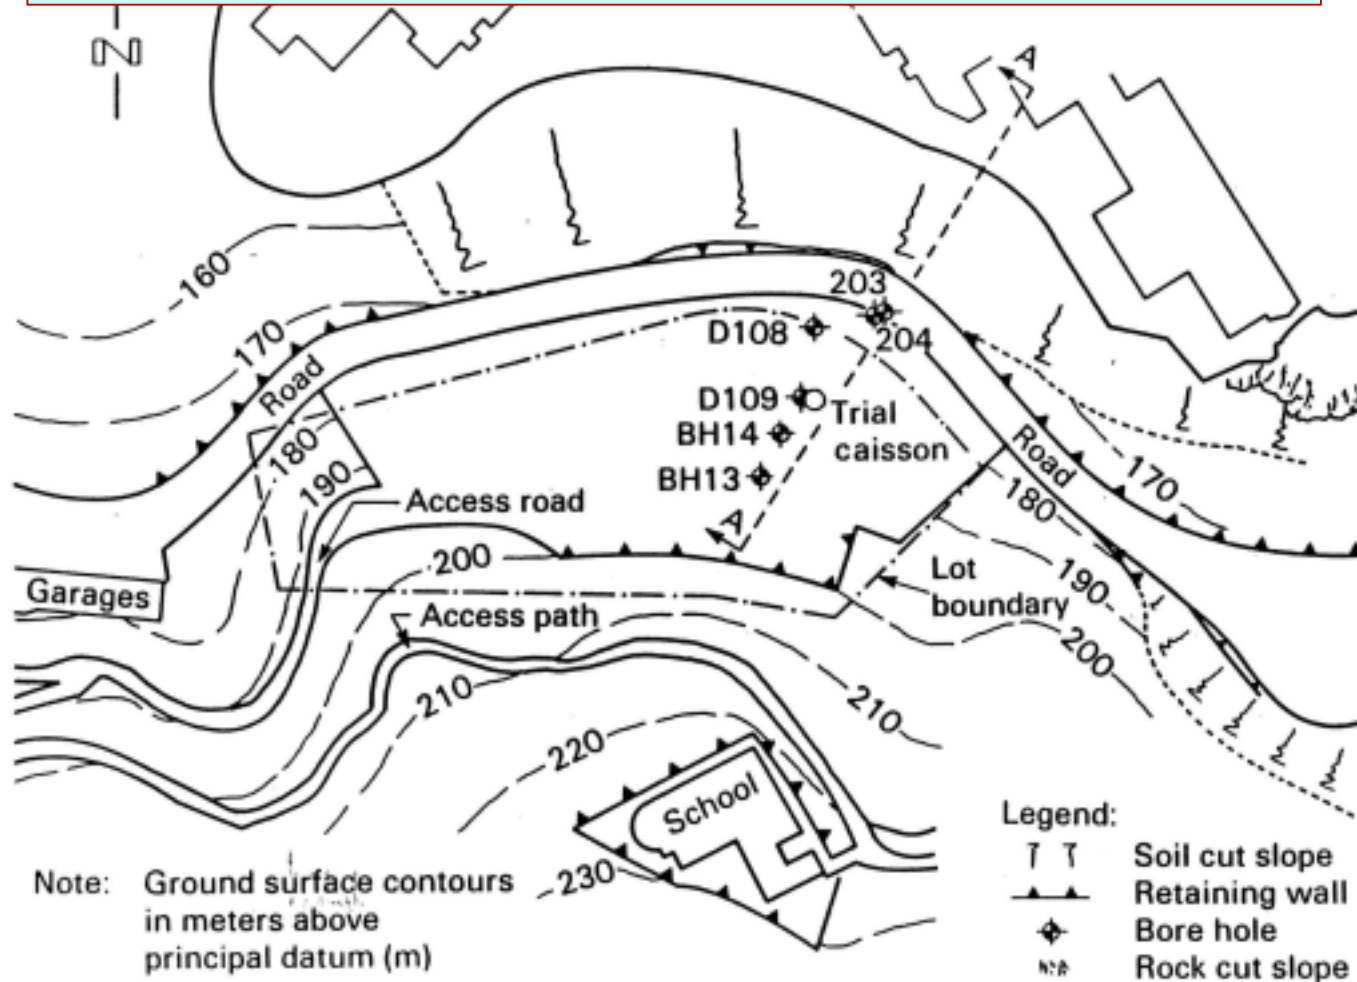 N
A
160
203
D108
204
170
Road
D109
Trial
caisson
BH14
180
Road
BH13
170
190
180
Access road
A
200
Lot
boundary
190
Garages
Access path
200
210
210
220
School
Legend:
Soil cut slope
230
Retaining wall
Bore hole
Rock cut slope
Note: Ground surface contours
in meters above
principal datum (m)